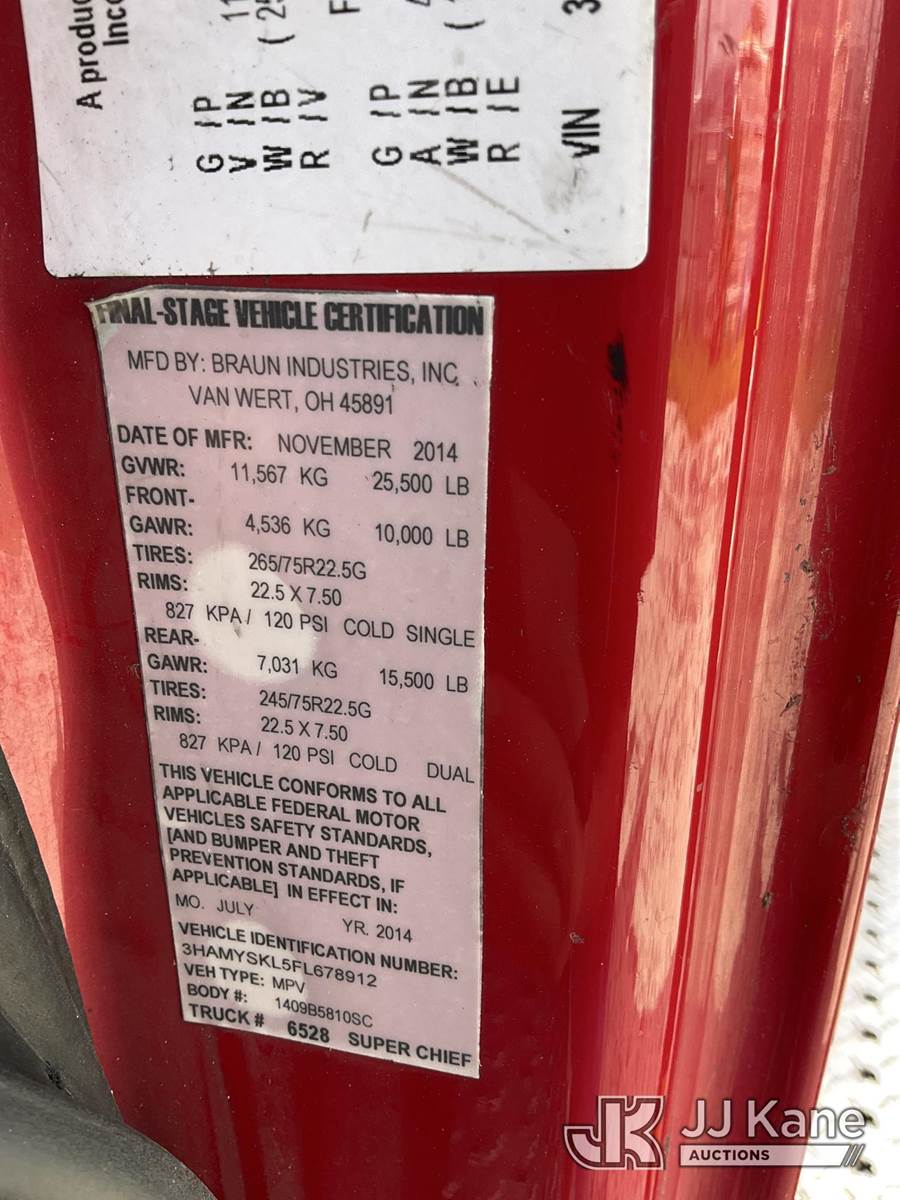 A produc
Inco
11
( 25
F
4
(
3
G /P
V /N
W /B
R /V
G /P
A /N
W /B
R /E
VIN
FINAL-STAGE VEHICLE CERTIFICATION
MFD BY: BRAUN INDUSTRIES, INC.
VAN WERT, OH 45891
DATE OF MFR: NOVEMBER 2014
GVWR: 11,567 KG 25,500 LB
FRONT-
GAWR: 4,536 KG 10,000 LB
TIRES: 265/75R22.5G
RIMS: 22.5 X 7.50
827 KPA / 120 PSI COLD SINGLE
REAR-
GAWR: 7,031 KG 15,500 LB
TIRES: 245/75R22.5G
RIMS: 22.5 X 7.50
827 KPA / 120 PSI COLD DUAL
THIS VEHICLE CONFORMS TO ALL
APPLICABLE FEDERAL MOTOR
VEHICLES SAFETY STANDARDS,
[AND BUMPER AND THEFT
PREVENTION STANDARDS, IF
APPLICABLE] IN EFFECT IN:
MO. JULY YR. 2014
VEHICLE IDENTIFICATION NUMBER:
3HAMYSKL5FL678912
VEH TYPE: MPV
BODY #: 1409B5810SC
TRUCK # 6528 SUPER CHIEF
JK JJ Kane
AUCTIONS